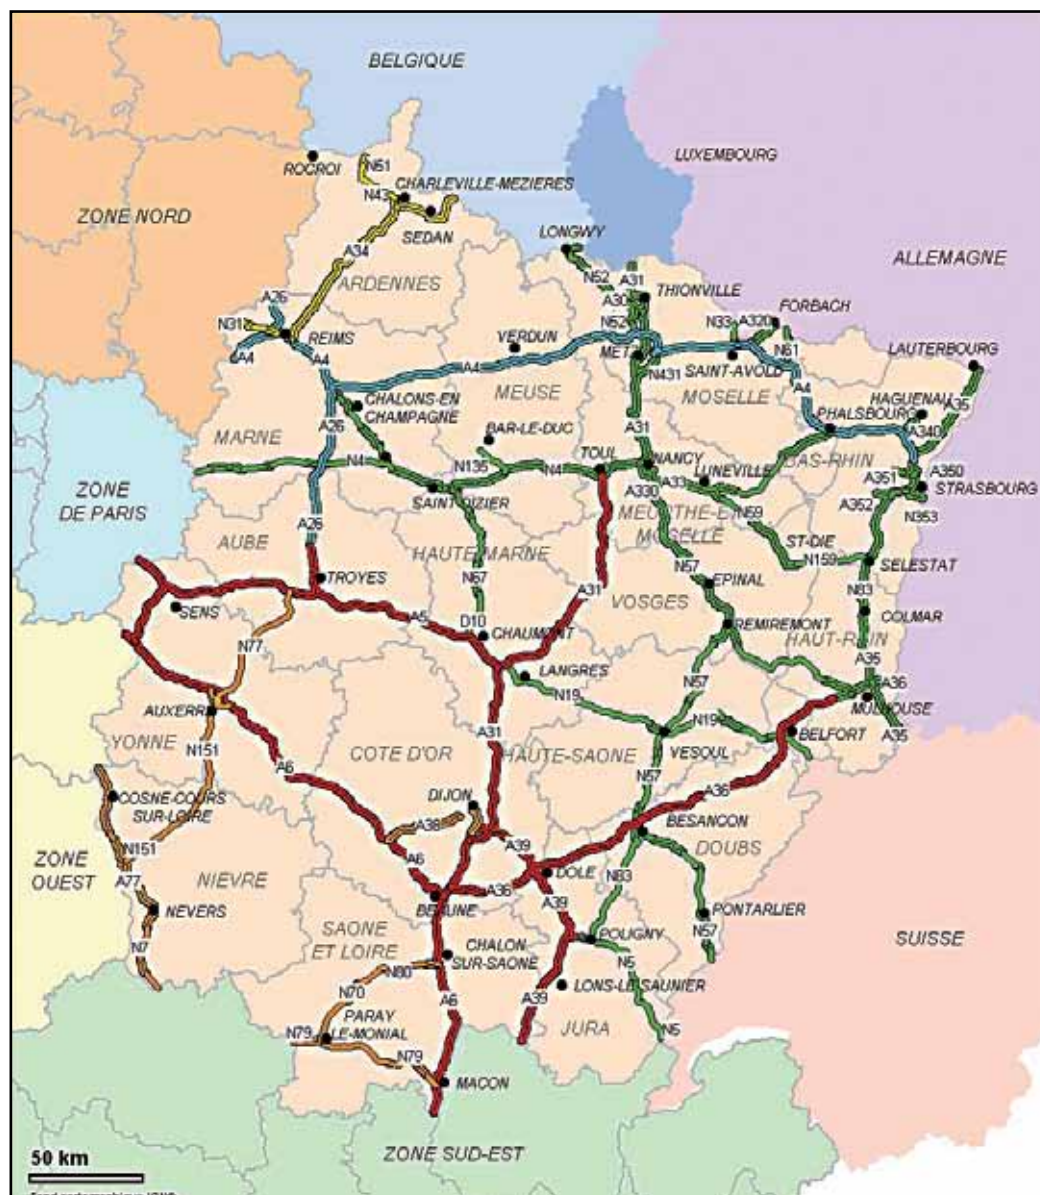 BELGIQUE
LUXEMBOURG
ROCROI
N51
N43
CHARLEVILLE-MEZIERES
ZONE NORD
SEDAN
LONGWY
A34
ARDENNES
N52
A31
ALLEMAGNE
A30
THIONVILLE
A26
FORBACH
N31
N52
N33
A320
REIMS
VERDUN
METZ
N61
A4
A4
A4
SAINT-AVOLD
LAUTERBOURG
N431
A4
MEUSE
MOSELLE
CHALONS-EN
CHAMPAGNE
HAGUENAU
A35
PHALSBOURG
A340
A26
MARNE
BAR-LE-DUC
A31
N4
N135
N4
TOUL
NANCY
BAS-RHIN
LUNEVILLE
A351
A350
A330
A33
STRASBOURG
ZONE
DE PARIS
SAINT-DIZIER
A352
N353
MEURTHE-ET
MOSELLE
N59
A26
AUBE
HAUTE-MARNE
ST-DIE
N159
SELESTAT
TROYES
N67
N57
EPINAL
A31
N83
SENS
VOSGES
COLMAR
A5
D10
REMIREMONT
CHAUMONT
HAUT-RHIN
N77
LANGRES
A35
N57
A36
N19
MULHOUSE
AUXERRE
A31
N19
A35
YONNE
BELFORT
N151
COTE D'OR
HAUTE-SAONE
VESOUL
A6
N57
COSNE-COURS
SUR-LOIRE
DIJON
A36
A38
BESANCON
N151
A39
DOUBS
ZONE
OUEST
A6
A77
NIEVRE
A36
DOLE
N83
BEAUNE
NEVERS
A39
PONTARLIER
SAONE
ET LOIRE
N57
POLIGNY
SUISSE
N7
CHALON
SUR-SAONE
N80
N5
N70
A6
LONS-LE SAUNIER
A39
PARAY
LE-MONIAL
N79
JURA
N5
N79
MACON
ZONE SUD-EST
50 km